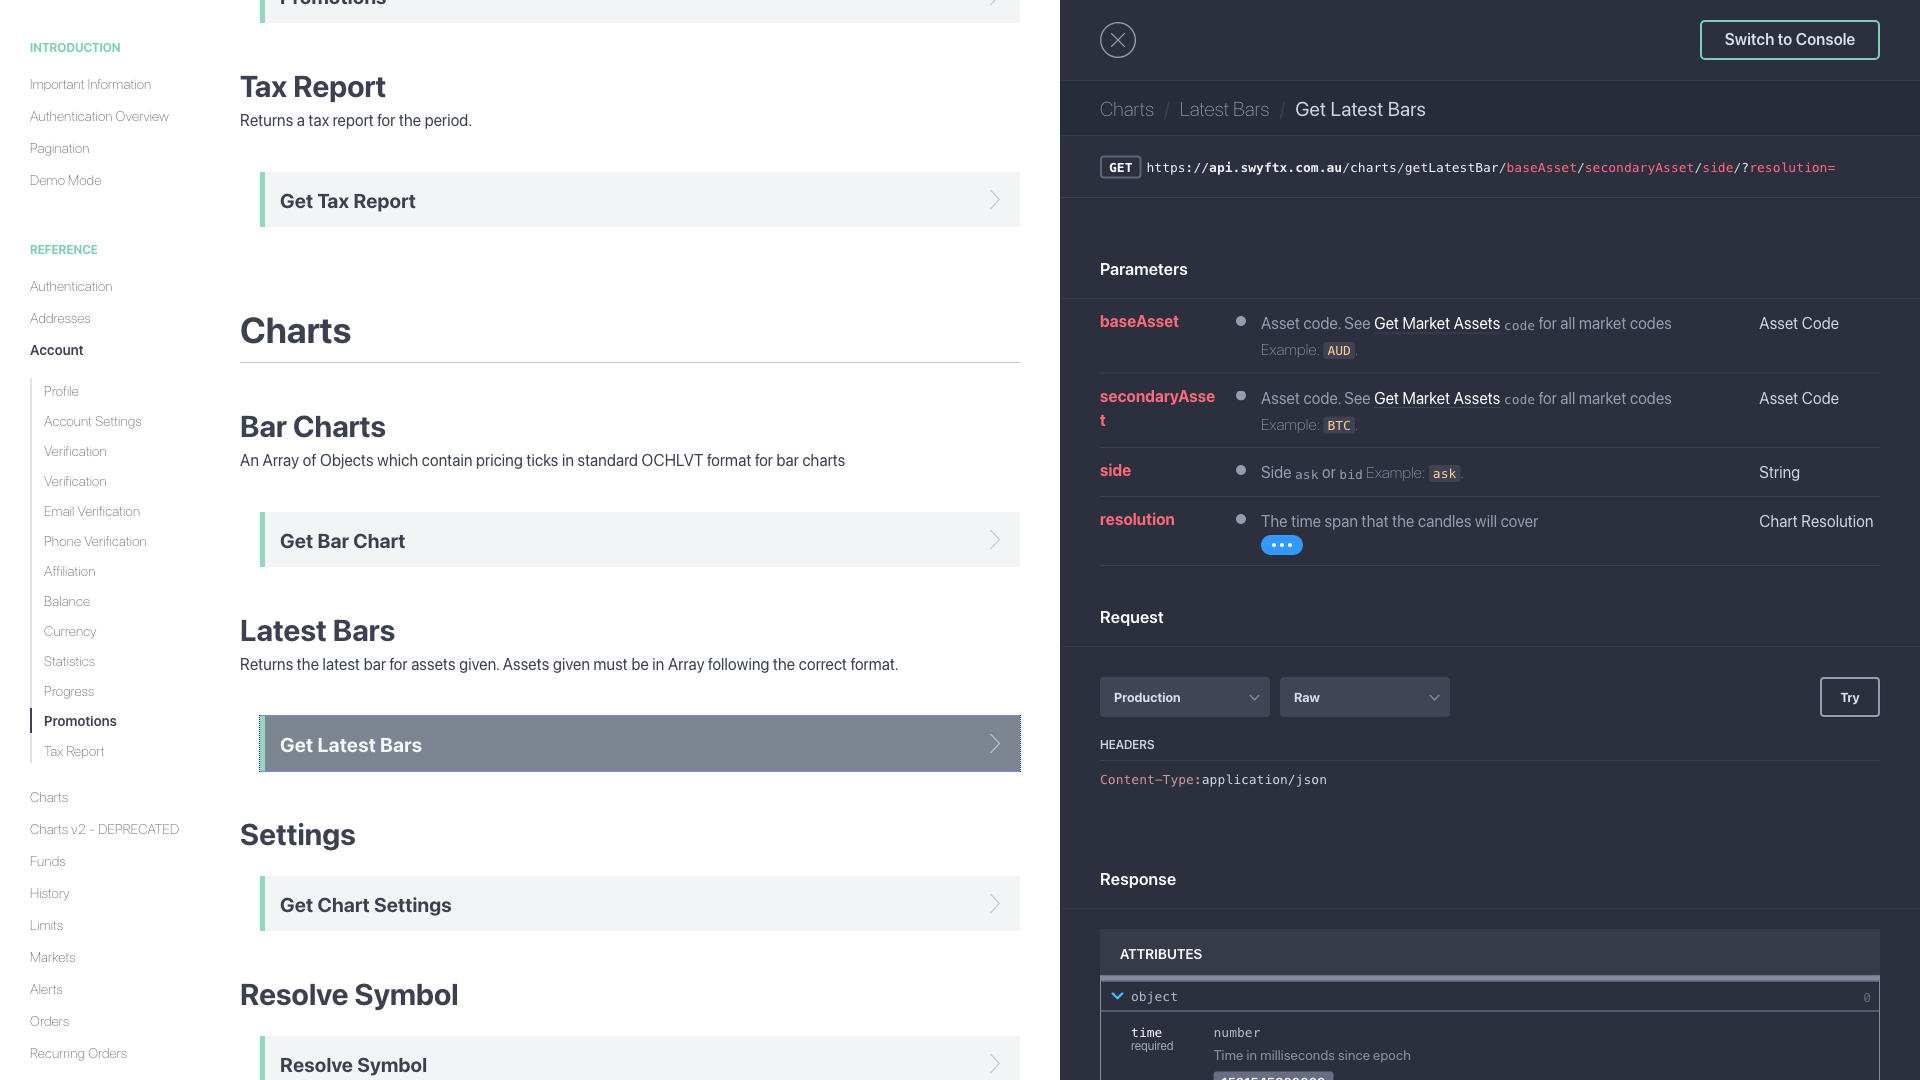 INTRODUCTION
Important Information
Authentication Overview
Pagination
Demo Mode
REFERENCE
Authentication
Addresses
Account
Profile
Account Settings
Verification
Verification
Email Verification
Phone Verification
Affiliation
Balance
Currency
Statistics
Progress
Promotions
Tax Report
Charts
Charts v2 - DEPRECATED
Funds
History
Limits
Markets
Alerts
Orders
Recurring Orders
Promotions
Tax Report
Returns a tax report for the period.
Get Tax Report
Charts
Bar Charts
An Array of Objects which contain pricing ticks in standard OCHLVT format for bar charts
Get Bar Chart
Latest Bars
Returns the latest bar for assets given. Assets given must be in Array following the correct format.
Get Latest Bars
Settings
Get Chart Settings
Resolve Symbol
Resolve Symbol
Switch to Console
Charts / Latest Bars / Get Latest Bars
GET https://api.swyftx.com.au/charts/getLatestBar/baseAsset/secondaryAsset/side/?resolution=
Parameters
baseAsset Asset code. See Get Market Assets code for all market codes Asset Code
Example: AUD.
secondaryAsse Asset code. See Get Market Assets code for all market codes Asset Code
t Example: BTC.
side Side ask or bid Example: ask. String
resolution The time span that the candles will cover Chart Resolution
Request
Production Raw Try
HEADERS
Content-Type:application/json
Response
ATTRIBUTES
object 0
time number
required
Time in milliseconds since epoch